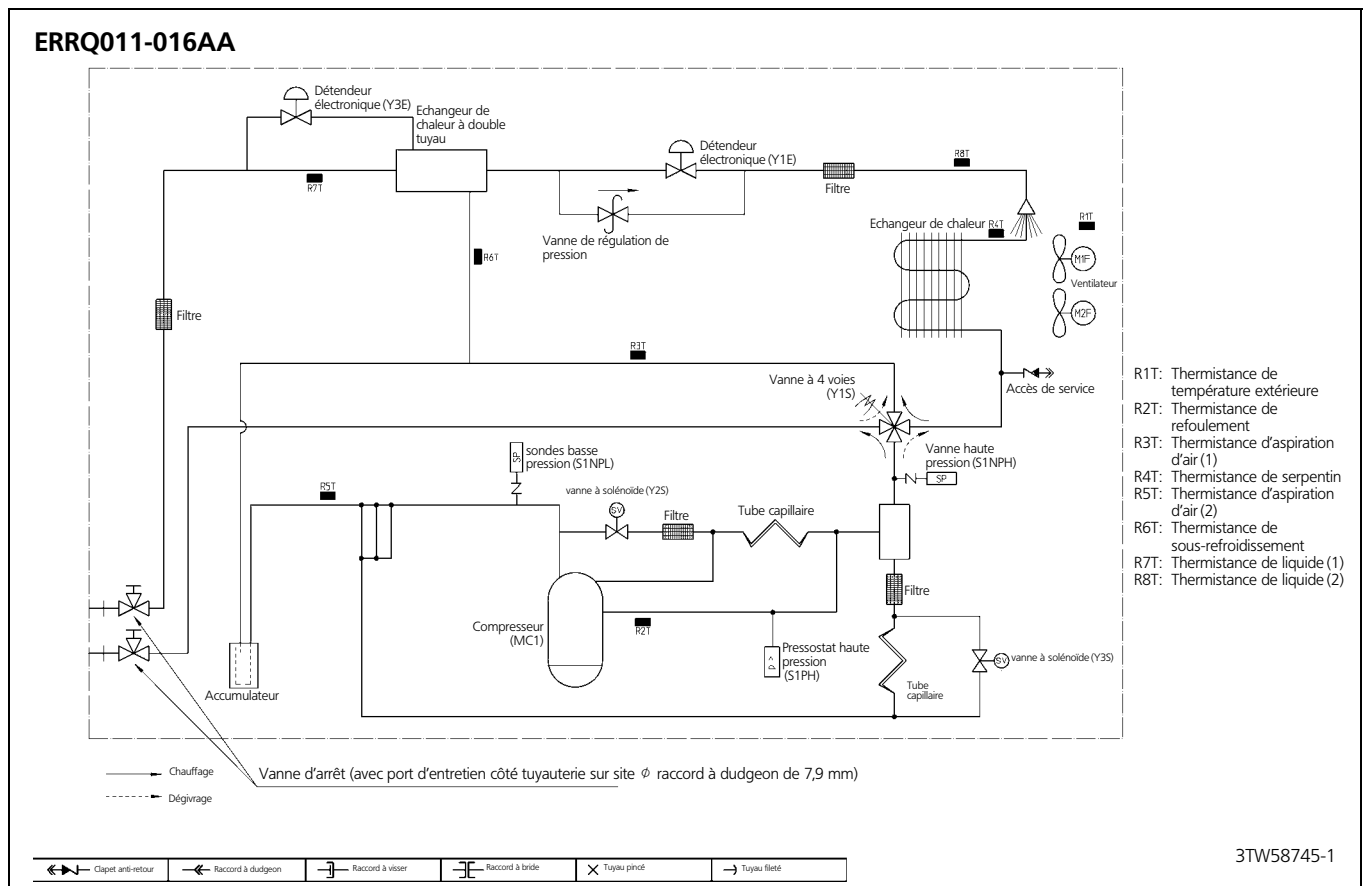 ERRQ011-016AA
Détendeur
électronique (Y3E)
Echangeur de
chaleur à double
tuyau
Détendeur
électronique (Y1E)
R8T
R7T
Filtre
Vanne de régulation de
pression
Echangeur de chaleur
R4T
R1T
R6T
M1F
Ventilateur
M2F
Filtre
R3T
Vanne à 4 voies
(Y1S)
Accès de service
R1T: Thermistance de
température extérieure
R2T: Thermistance de
refoulement
R3T: Thermistance d'aspiration
d'air (1)
R4T: Thermistance de serpentin
R5T: Thermistance d'aspiration
d'air (2)
R6T: Thermistance de
sous-refroidissement
R7T: Thermistance de liquide (1)
R8T: Thermistance de liquide (2)
SP
sondes basse
pression (S1NPL)
Vanne haute
pression (S1NPH)
SP
R5T
vanne à solénoïde (Y2S)
SV
Filtre
Tube capillaire
Filtre
Compresseur
(MC1)
R2T
P >
Pressostat haute
pression
(S1PH)
SV
vanne à solénoïde (Y3S)
Tube
capillaire
Accumulateur
Chauffage
Dégivrage
Vanne d'arrêt (avec port d'entretien côté tuyauterie sur site ϕ raccord à dudgeon de 7,9 mm)
3TW58745-1
Clapet anti-retour
Raccord à dudgeon
Raccord à visser
Raccord à bride
Tuyau pincé
Tuyau fileté